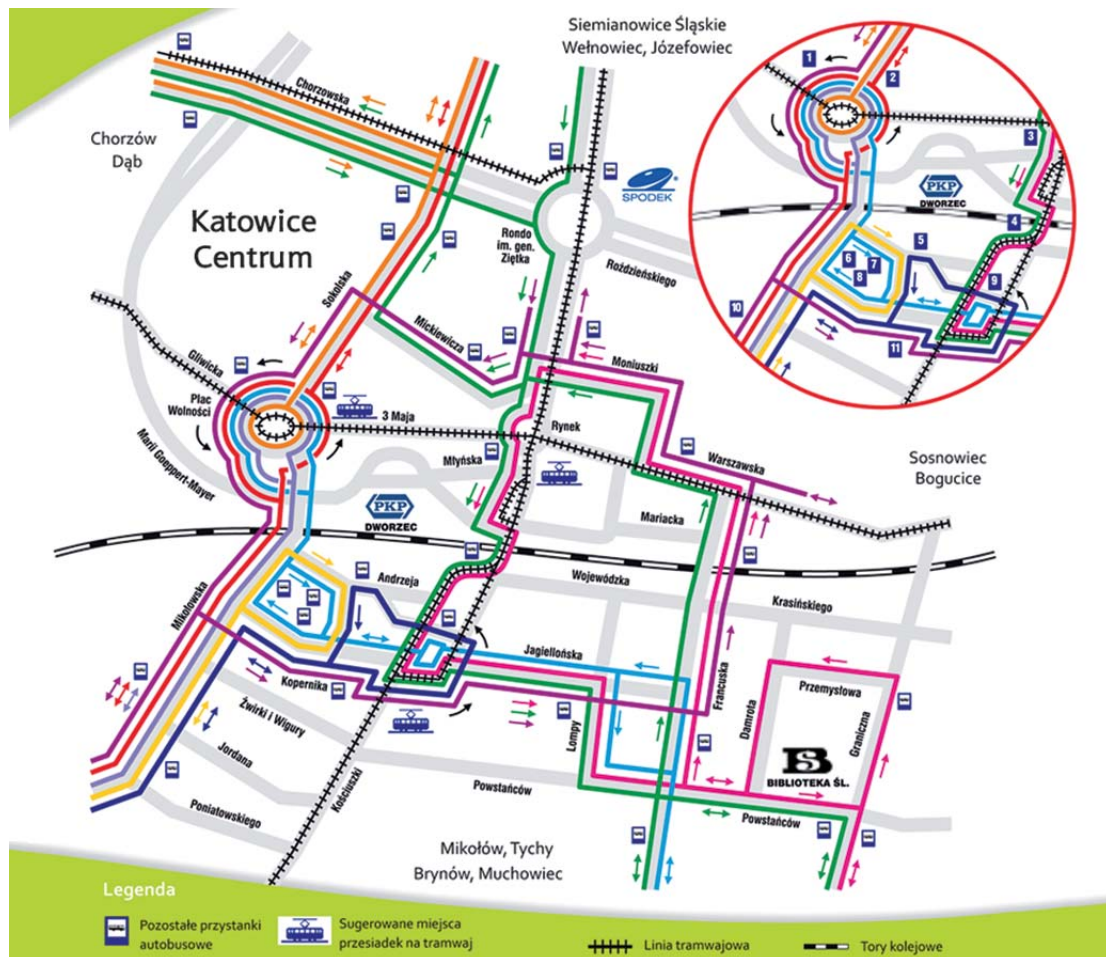 Siemianowice Śląskie
Wełnowiec, Józefowiec
Chorzowska
Chorzów
Dąb
SPODEK
Katowice
Centrum
Rondo
im. gen.
Ziętka
Roździeńskiego
Sokolska
Mickiewicza
Gliwicka
Plac
Wolności
3 Maja
Moniuszki
Rynek
Warszawska
Sosnowiec
Bogucice
Marii Goeppert-Mayer
Młyńska
PKP
DWORZEC
Mariacka
Andrzeja
Wojewódzka
Krasińskiego
Mikołowska
Jagiellońska
Francuska
Kopernika
Przemysłowa
Damrota
Graniczna
Żwirki i Wigury
Lompy
Jordana
BS
BIBLIOTEKA ŚL.
Kościuszki
Powstańców
Powstańców
Poniatowskiego
Mikołów, Tychy
Brynów, Muchowiec
1
2
3
PKP
DWORZEC
4
5
6
7
8
9
10
11
Legenda
Pozostałe przystanki
autobusowe
Sugerowane miejsca
przesiadek na tramwaj
Linia tramwajowa
Tory kolejowe